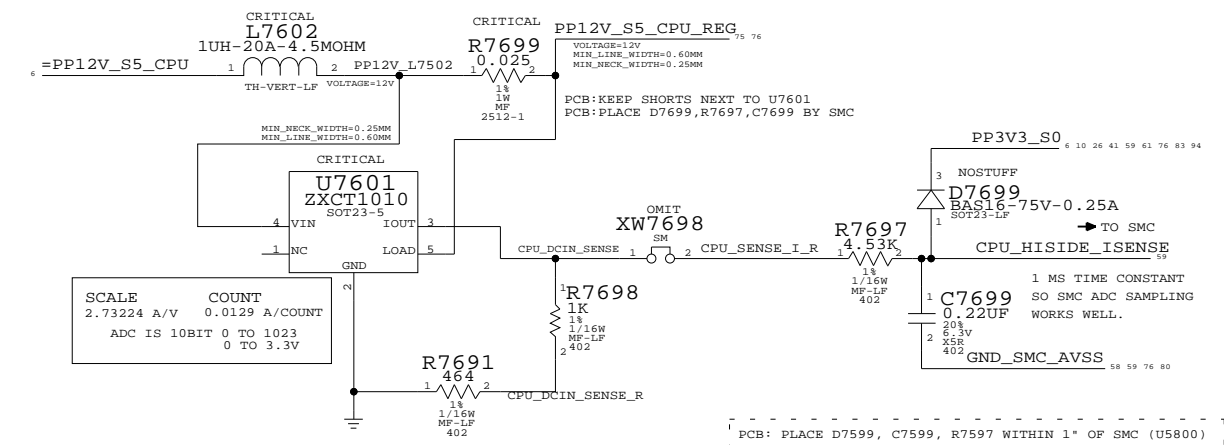 CRITICAL
L7602
1UH-20A-4.5MOHM
=PP12V_S5_CPU
6
1
2
TH-VERT-LF
PP12V_L7502
VOLTAGE=12V
CRITICAL
R7699
0.025
1
2
1%
1W
MF
2512-1
PP12V_S5_CPU_REG
75 76
VOLTAGE=12V
MIN_LINE_WIDTH=0.60MM
MIN_NECK_WIDTH=0.25MM
PCB:KEEP SHORTS NEXT TO U7601
PCB:PLACE D7699,R7697,C7699 BY SMC
MIN_NECK_WIDTH=0.25MM
MIN_LINE_WIDTH=0.60MM
CRITICAL
U7601
ZXCT1010
SOT23-5
4 VIN
IOUT 3
1 NC
LOAD 5
GND
2
PP3V3_S0
6 10 26 41 59 61 76 83 94
3
NOSTUFF
D7699
BAS16-75V-0.25A
SOT23-LF
1
TO SMC
OMIT
XW7698
SM
CPU_DCIN_SENSE
1
2
CPU_SENSE_I_R
R7697
4.53K
1
2
1%
1/16W
MF-LF
402
CPU_HISIDE_ISENSE
59
1 MS TIME CONSTANT
SO SMC ADC SAMPLING
WORKS WELL.
SCALE COUNT
2.73224 A/V 0.0129 A/COUNT
ADC IS 10BIT 0 TO 1023
0 TO 3.3V
1
R7698
1K
1%
1/16W
MF-LF
402
2
1
C7699
0.22UF
20%
6.3V
X5R
402
2
GND_SMC_AVSS
58 59 76 80
R7691
464
1
2
1%
1/16W
MF-LF
402
CPU_DCIN_SENSE_R
PCB: PLACE D7599, C7599, R7597 WITHIN 1" OF SMC (U5800)